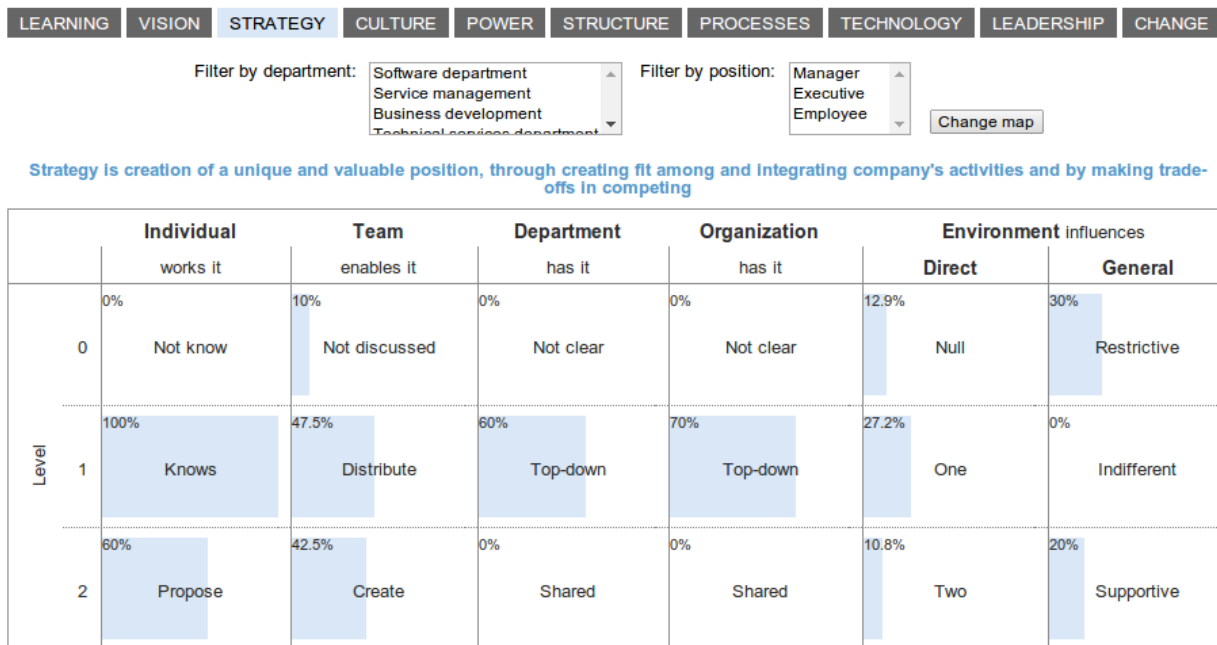 LEARNING VISION STRATEGY CULTURE POWER STRUCTURE PROCESSES TECHNOLOGY LEADERSHIP CHANGE
Filter by department: Software department Filter by position: Manager
Service management Executive
Business development Employee
Technical services department
Change map
Strategy is creation of a unique and valuable position, through creating fit among and integrating company's activities and by making trade-
offs in competing
Individual Team Department Organization Environment influences
works it enables it has it has it Direct General
0% 10% 0% 0% 12.9% 30%
0 Not know Not discussed Not clear Not clear Null Restrictive
100% 47.5% 60% 70% 27.2% 0%
Level 1 Knows Distribute Top-down Top-down One Indifferent
60% 42.5% 0% 0% 10.8% 20%
2 Propose Create Shared Shared Two Supportive